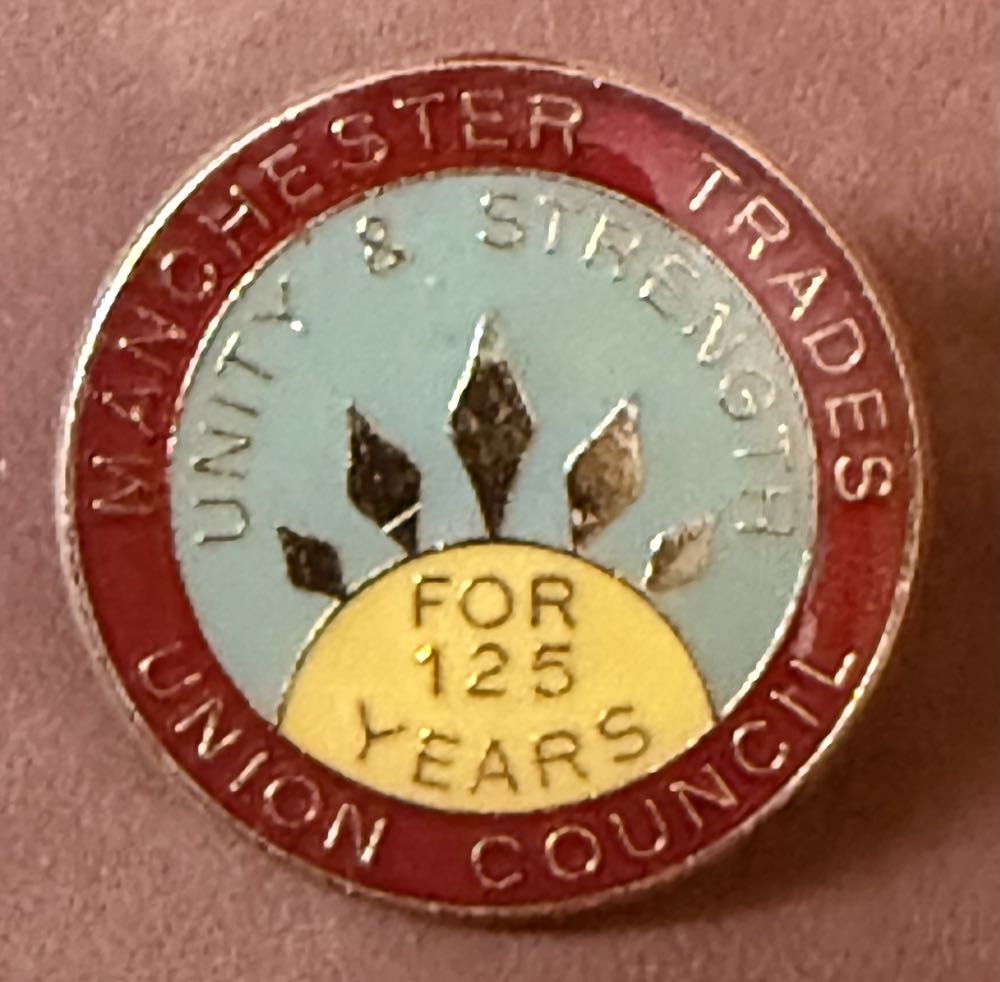 MANCHESTER TRADES
UNION COUNCIL
UNITY & STRENGTH
FOR
125
YEARS